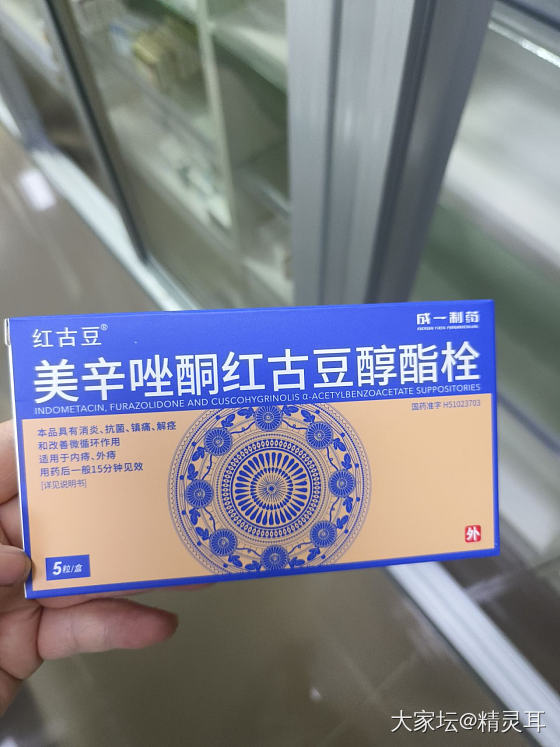 红古豆®
成一制药
美辛唑酮红古豆醇酯栓
INDOMETACIN, FURAZOLIDONE AND CUSCOHYGRINOLIS α-ACETYLBENZOACETATE SUPPOSITORIES
国药准字 H51023703
本品具有消炎、抗菌、镇痛、解痉
和改善微循环作用
适用于内痔、外痔
用药后一般15分钟见效
[详见说明书]
外
5粒/盒
大家坛@精灵耳